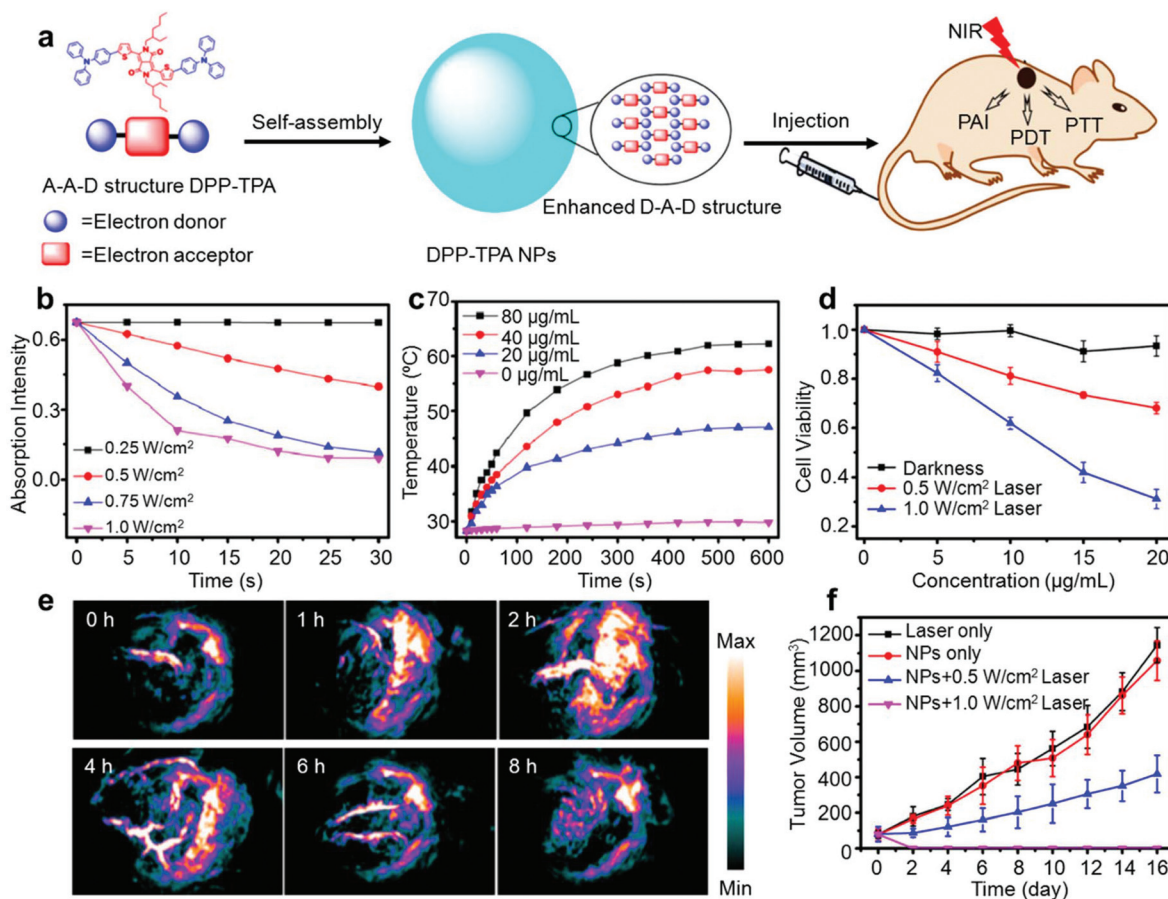 a
N
S
N
O
O
N
S
N
A-A-D structure DPP-TPA
=Electron donor
=Electron acceptor
Self-assembly
Enhanced D-A-D structure
DPP-TPA NPs
Injection
NIR
PAI
PDT
PTT
b
Absorption Intensity
0.6
0.3
0.0
0.25 W/cm²
0.5 W/cm²
0.75 W/cm²
1.0 W/cm²
0 5 10 15 20 25 30
Time (s)
c
Temperature (ºC)
70
60
50
40
30
80 µg/mL
40 µg/mL
20 µg/mL
0 µg/mL
0 100 200 300 400 500 600
Time (s)
d
Cell Viability
1.0
0.8
0.6
0.4
0.2
Darkness
0.5 W/cm² Laser
1.0 W/cm² Laser
0 5 10 15 20
Concentration (µg/mL)
e
0 h
1 h
2 h
4 h
6 h
8 h
Max
Min
f
Tumor Volume (mm³)
1200
1000
800
600
400
200
0
Laser only
NPs only
NPs+0.5 W/cm² Laser
NPs+1.0 W/cm² Laser
0 2 4 6 8 10 12 14 16
Time (day)